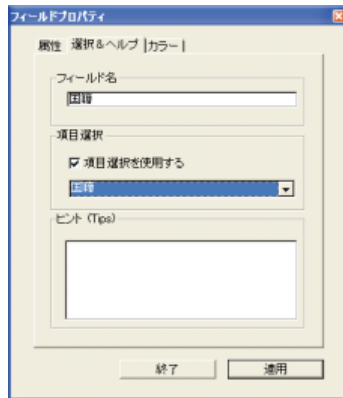 フィールドプロパティ
属性 選択&ヘルプ カラー
フィールド名
国籍
項目選択
項目選択を使用する
国籍
ヒント (Tips)
終了 適用